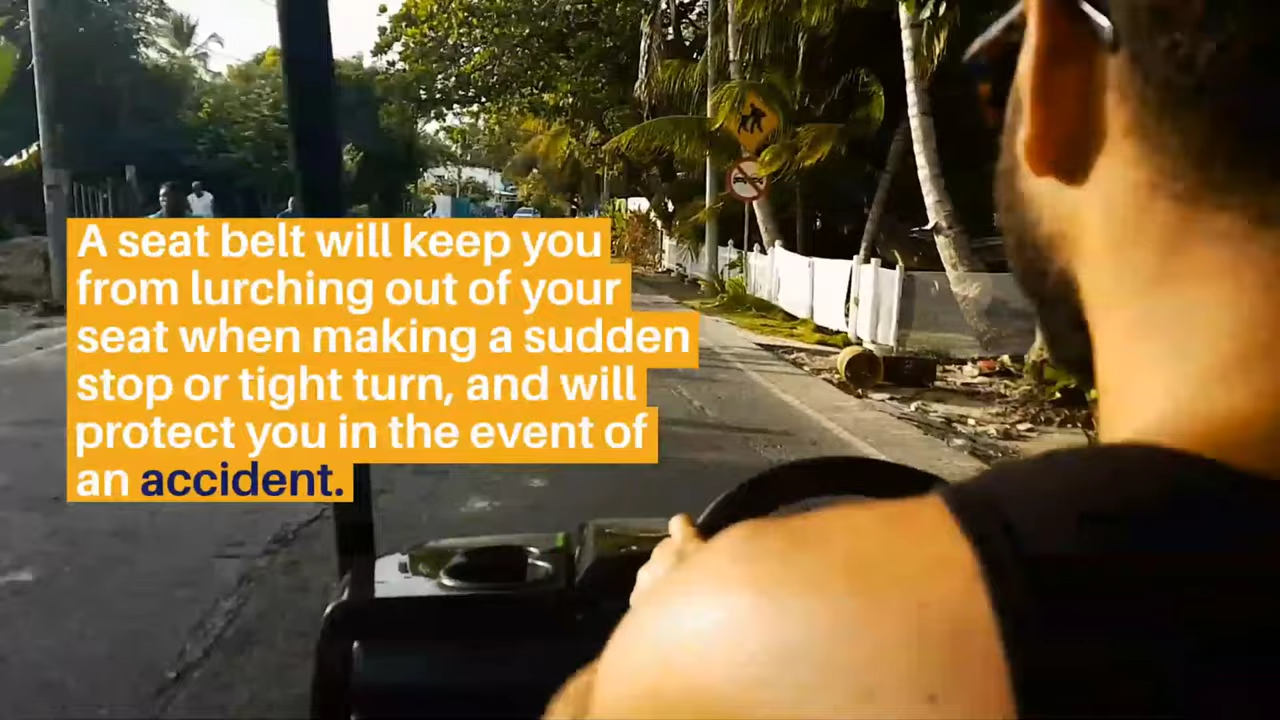 A seat belt will keep you
from lurching out of your
seat when making a sudden
stop or tight turn, and will
protect you in the event of
an accident.